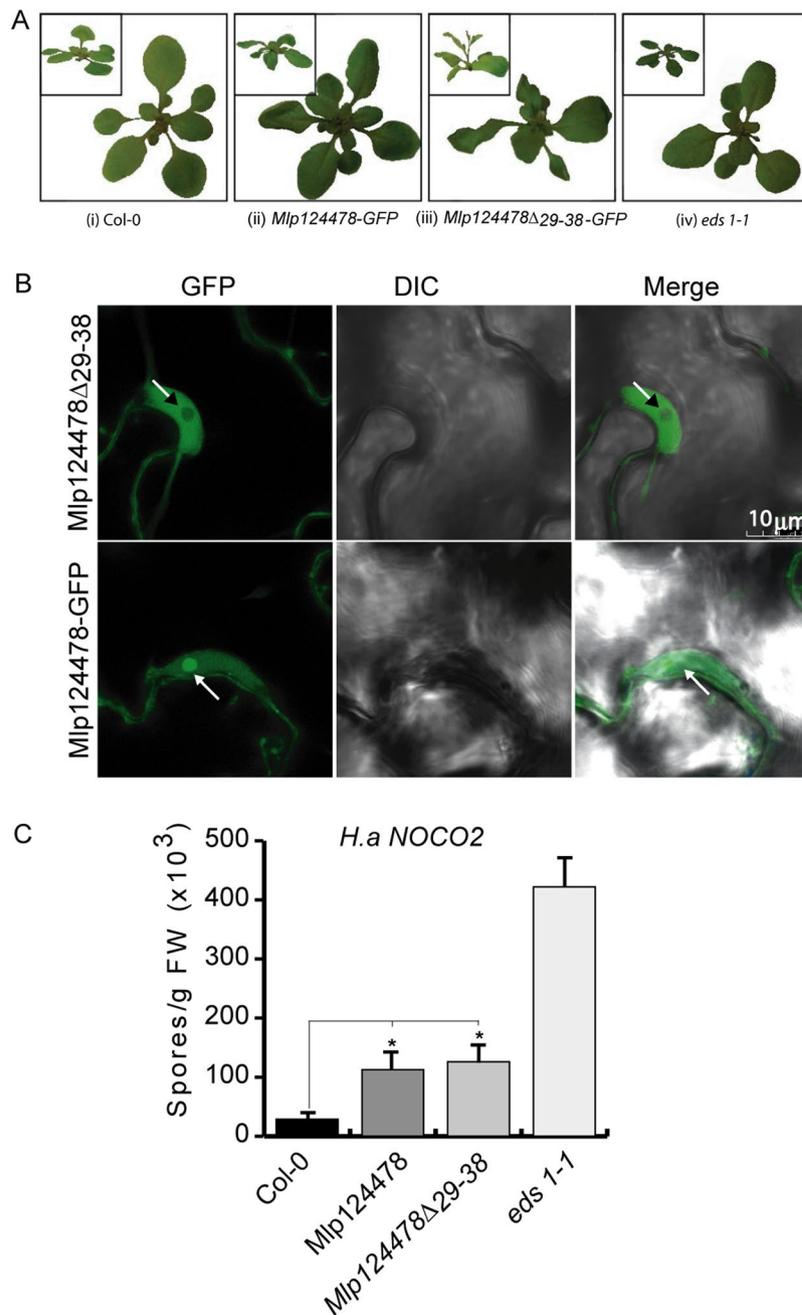 A
(i) Col-0
(ii) Mlp124478-GFP
(iii) Mlp124478Δ29-38-GFP
(iv) eds 1-1
B
GFP DIC Merge
Mlp124478Δ29-38
10µm
Mlp124478-GFP
C
H.a NOCO2
Spores/g FW (x10³)
500
400
300
200
100
0
* *
Col-0
Mlp124478
Mlp124478Δ29-38
eds 1-1